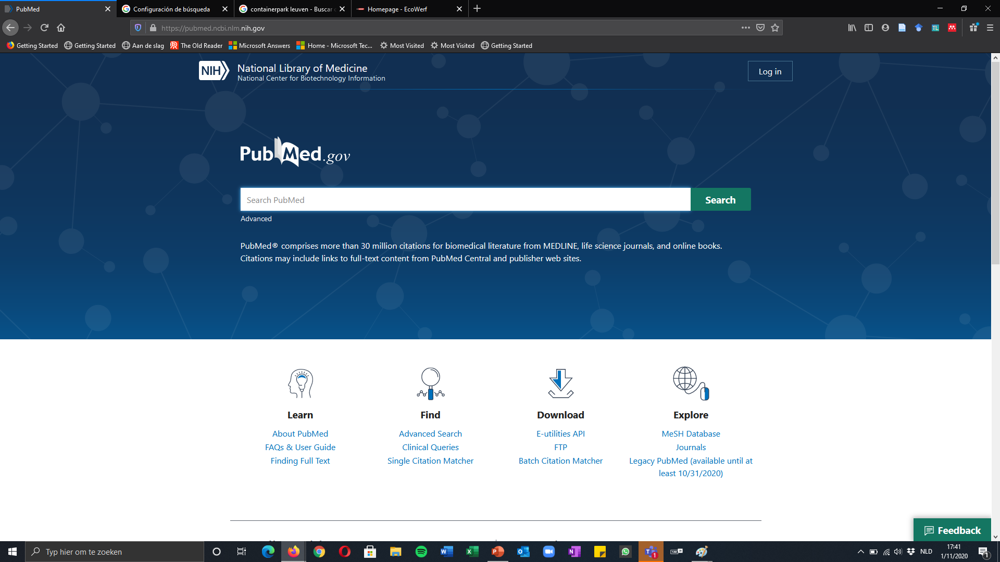 PubMed
Configuración de búsqueda
containerpark leuven - Buscar c
Homepage - EcoWerf
https://pubmed.ncbi.nlm.nih.gov
Getting Started
Getting Started
Aan de slag
The Old Reader
Microsoft Answers
Home - Microsoft Tec...
Most Visited
Most Visited
Getting Started
NIH
National Library of Medicine
National Center for Biotechnology Information
Log in
PubMed.gov
Search PubMed
Search
Advanced
PubMed® comprises more than 30 million citations for biomedical literature from MEDLINE, life science journals, and online books.
Citations may include links to full-text content from PubMed Central and publisher web sites.
Learn
About PubMed
FAQs & User Guide
Finding Full Text
Find
Advanced Search
Clinical Queries
Single Citation Matcher
Download
E-utilities API
FTP
Batch Citation Matcher
Explore
MeSH Database
Journals
Legacy PubMed (available until at
least 10/31/2020)
Feedback
Typ hier om te zoeken
NLD
17:41
1/11/2020